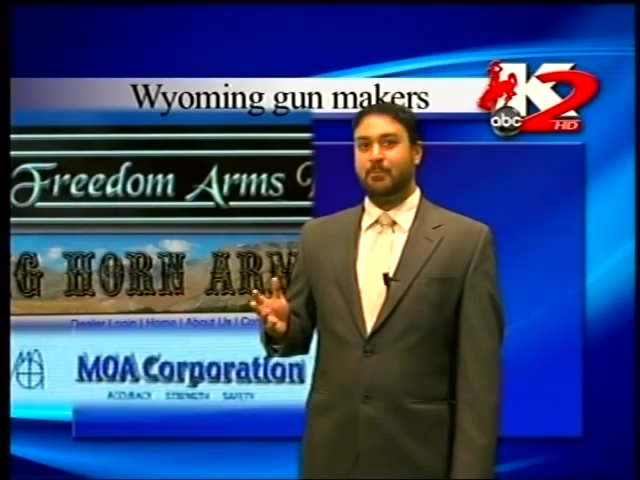 Wyoming gun makers
K2
abc
HD
Freedom Arms
G HORN ARM
Dealer Login | Home | About Us | Co
MOA Corporation
ACCURACY STRENGTH SAFETY